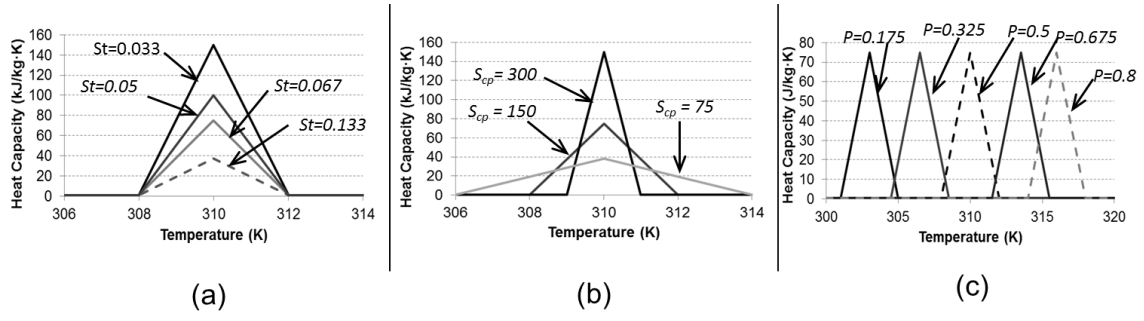 Heat Capacity (kJ/kg·K)
160
140
120
100
80
60
40
20
0
St=0.033
St=0.05
St=0.067
St=0.133
306 308 310 312 314
Temperature (K)
(a)
Heat Capacity (kJ/kg·K)
160
140
120
100
80
60
40
20
0
Scp = 300
Scp = 150
Scp = 75
306 308 310 312 314
Temperature (K)
(b)
Heat Capacity (J/kg·K)
80
70
60
50
40
30
20
10
0
P=0.175
P=0.325
P=0.5
P=0.675
P=0.8
300 305 310 315 320
Temperature (K)
(c)